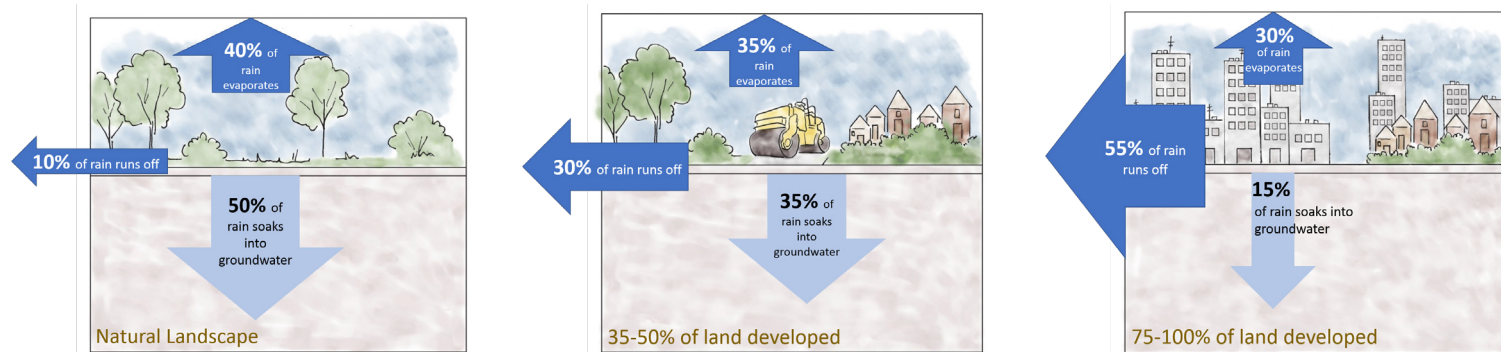 40% of
rain
evaporates
10% of rain runs off
50% of
rain soaks
into
groundwater
Natural Landscape
35% of
rain
evaporates
30% of rain runs off
35% of
rain soaks
into
groundwater
35-50% of land developed
30%
of rain
evaporates
55% of rain
runs off
15%
of rain soaks into
groundwater
75-100% of land developed